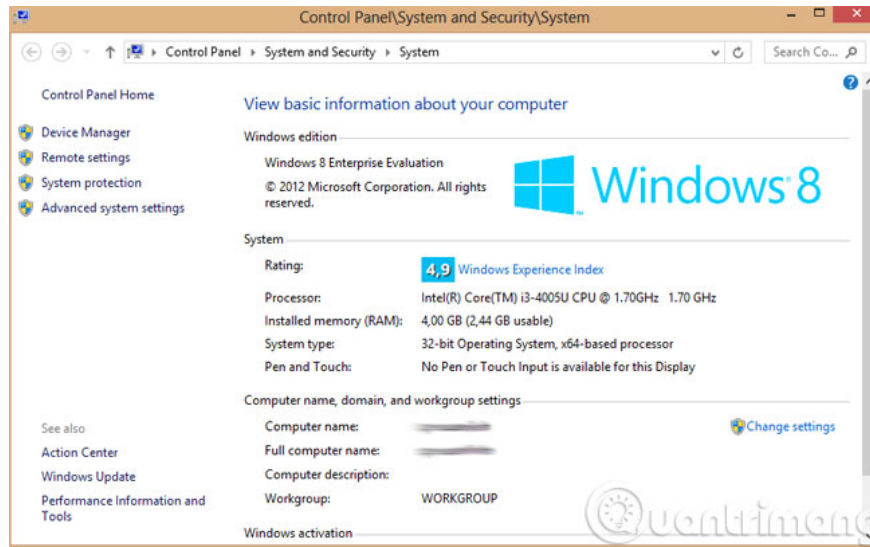 Control Panel\System and Security\System
Control Panel System and Security System
Search Co...
Control Panel Home
Device Manager
Remote settings
System protection
Advanced system settings
View basic information about your computer
Windows edition
Windows 8 Enterprise Evaluation
© 2012 Microsoft Corporation. All rights
reserved.
Windows 8
System
Rating: 4,9 Windows Experience Index
Processor: Intel(R) Core(TM) i3-4005U CPU @ 1.70GHz 1.70 GHz
Installed memory (RAM): 4,00 GB (2,44 GB usable)
System type: 32-bit Operating System, x64-based processor
Pen and Touch: No Pen or Touch Input is available for this Display
Computer name, domain, and workgroup settings
Computer name:
Change settings
Full computer name:
Computer description:
Workgroup: WORKGROUP
Windows activation
See also
Action Center
Windows Update
Performance Information and
Tools
Quantrimang